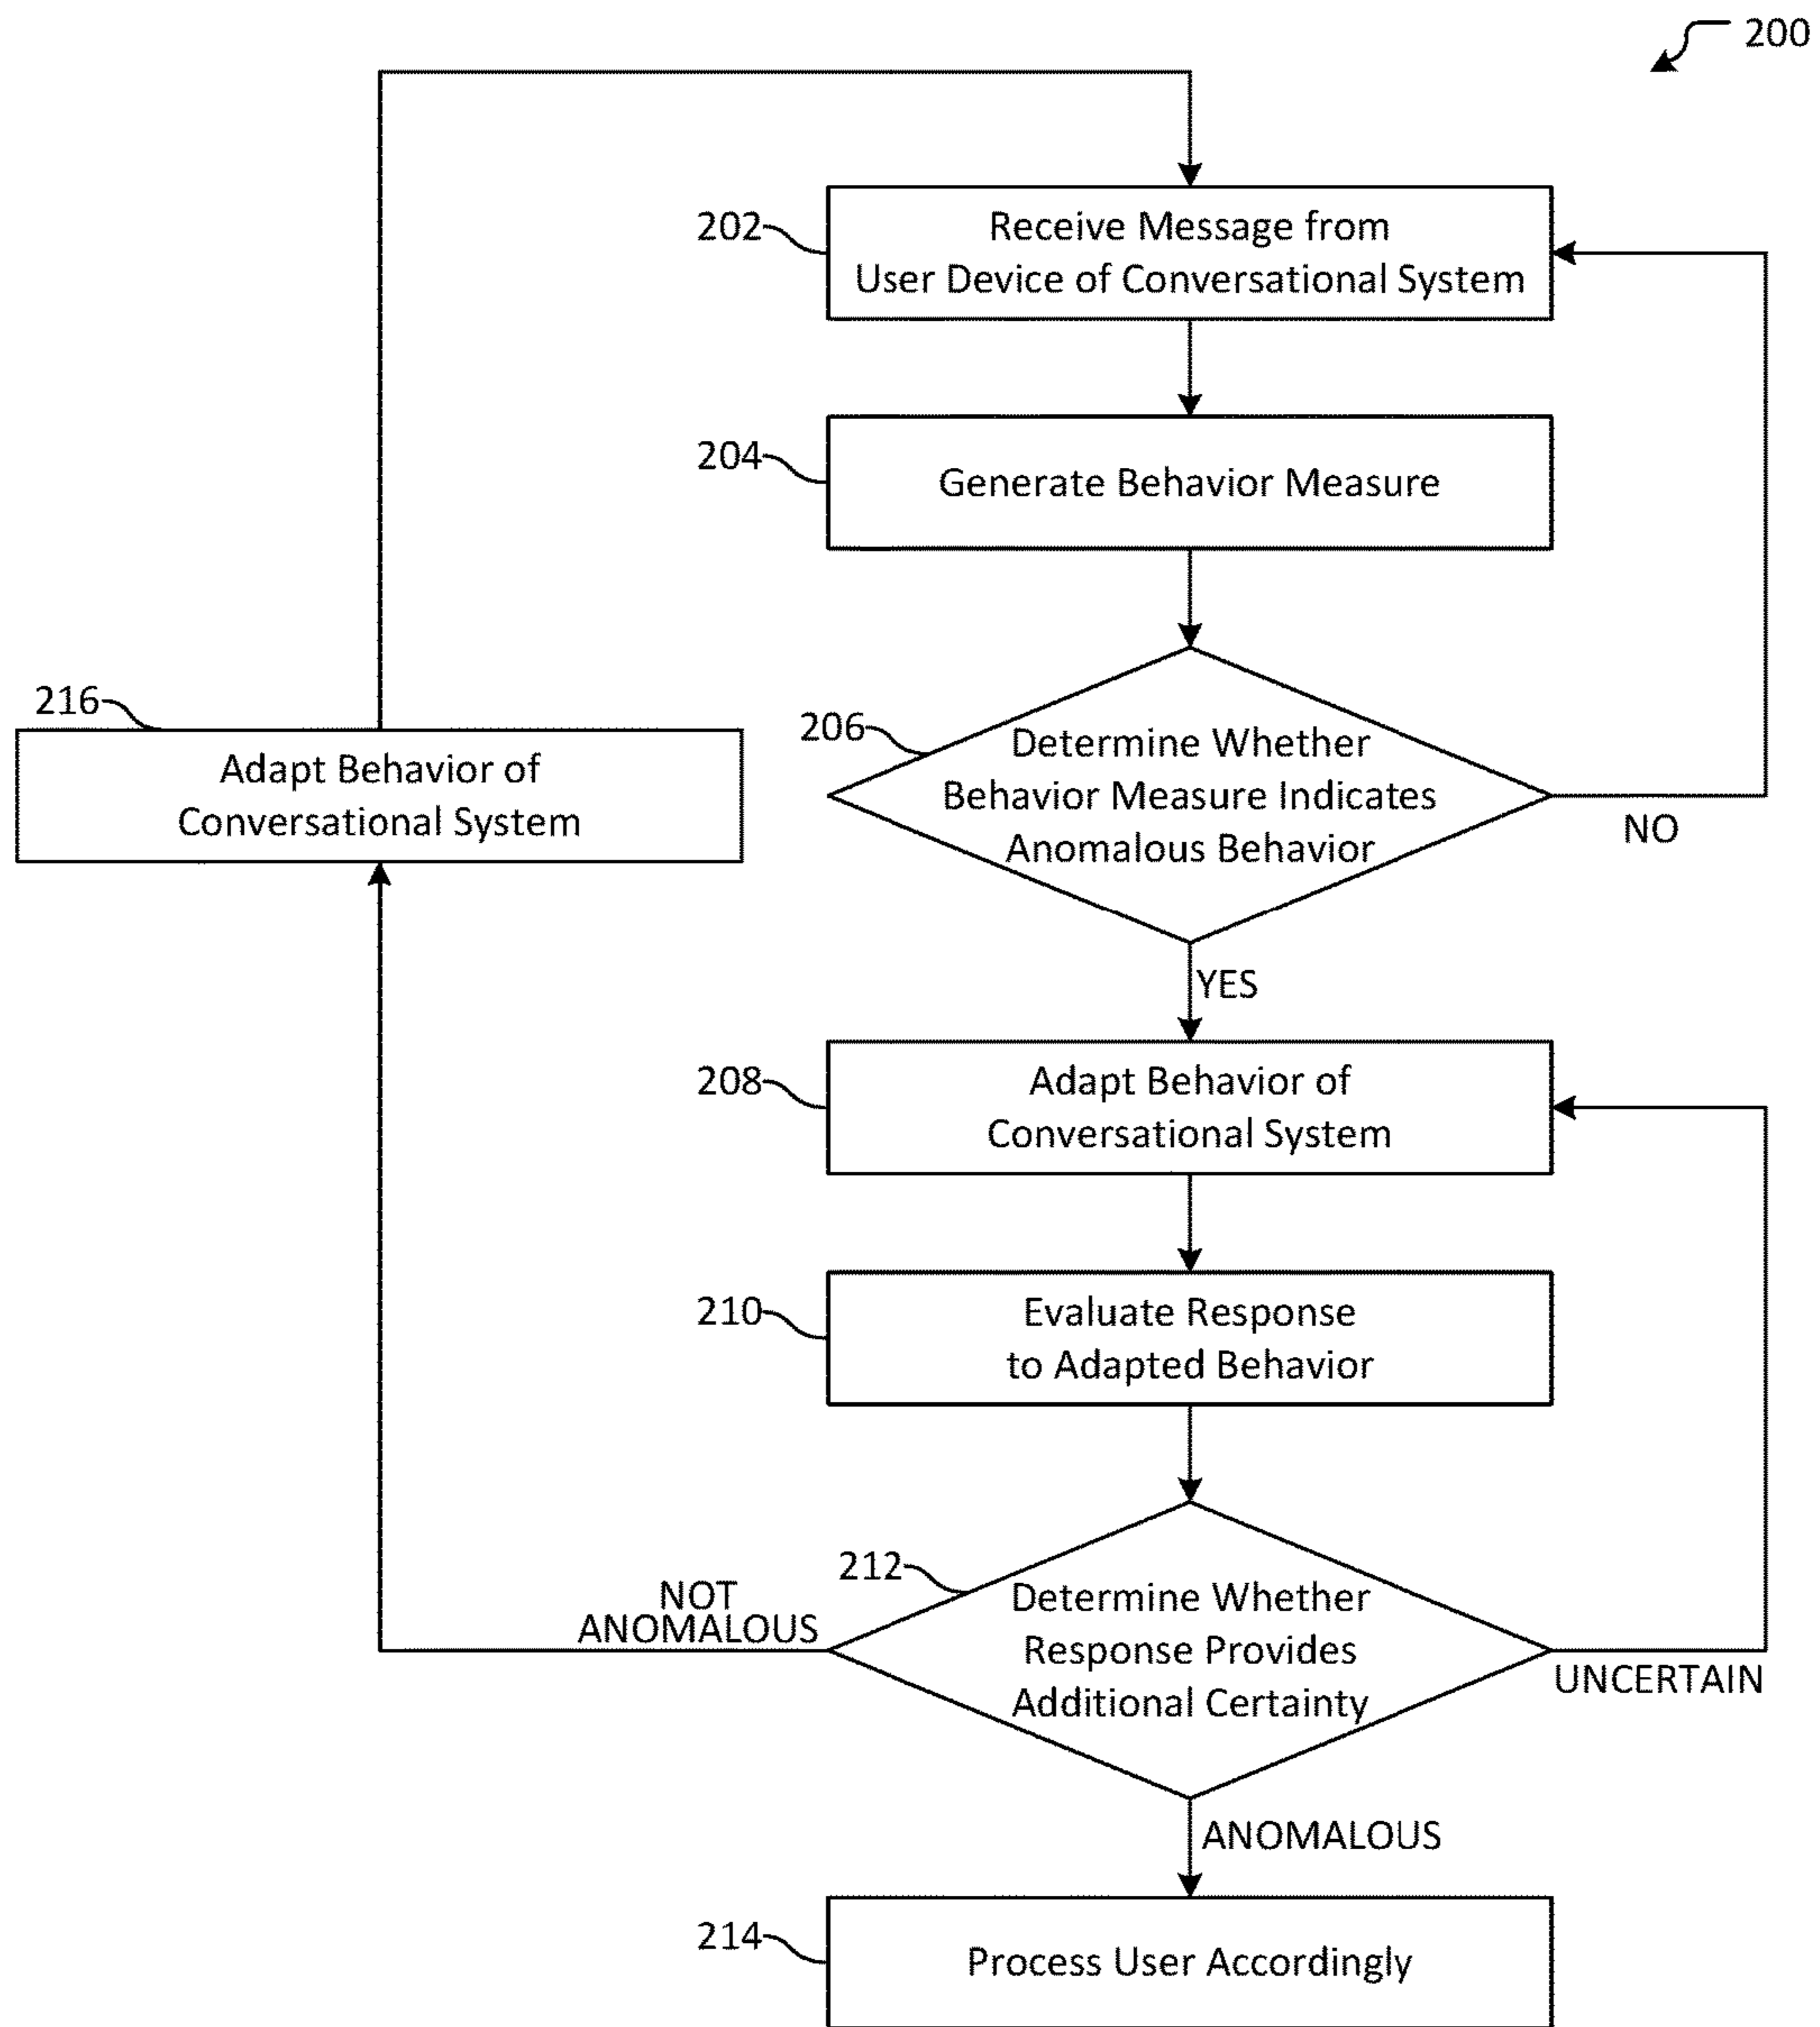 200
202
Receive Message from
User Device of Conversational System
204
Generate Behavior Measure
216
Adapt Behavior of
Conversational System
206
Determine Whether
Behavior Measure Indicates
Anomalous Behavior
NO
YES
208
Adapt Behavior of
Conversational System
210
Evaluate Response
to Adapted Behavior
212
Determine Whether
Response Provides
Additional Certainty
NOT
ANOMALOUS
UNCERTAIN
ANOMALOUS
214
Process User Accordingly